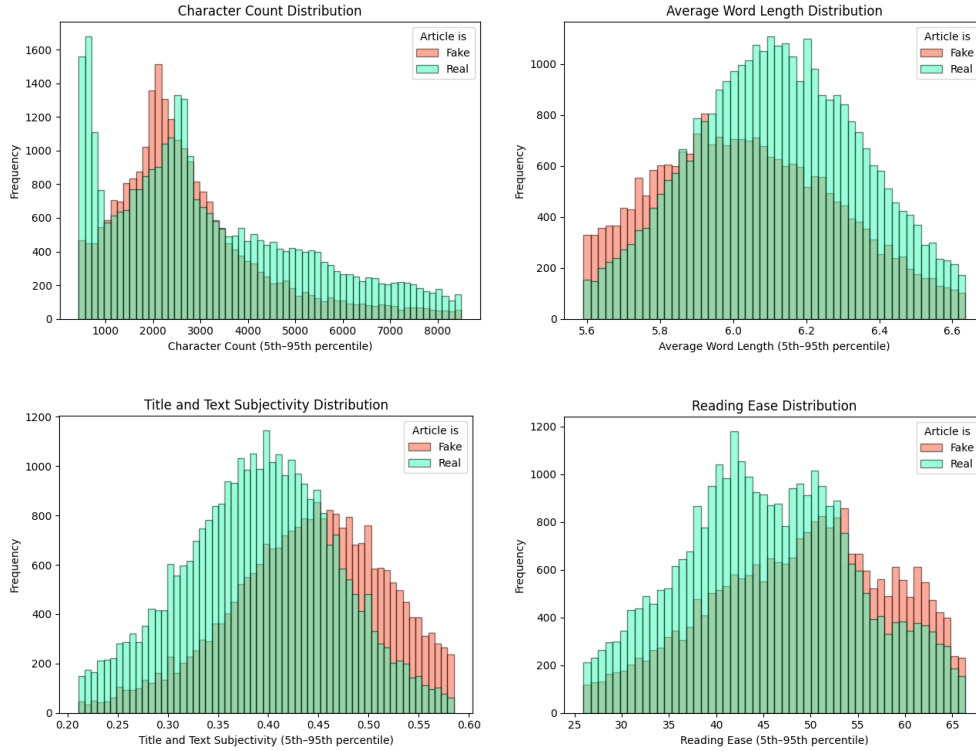 Character Count Distribution
Article is
Fake
Real
Frequency
0
200
400
600
800
1000
1200
1400
1600
1000 2000 3000 4000 5000 6000 7000 8000
Character Count (5th–95th percentile)
Average Word Length Distribution
Article is
Fake
Real
Frequency
0
200
400
600
800
1000
5.6 5.8 6.0 6.2 6.4 6.6
Average Word Length (5th–95th percentile)
Title and Text Subjectivity Distribution
Article is
Fake
Real
Frequency
0
200
400
600
800
1000
1200
0.20 0.25 0.30 0.35 0.40 0.45 0.50 0.55 0.60
Title and Text Subjectivity (5th–95th percentile)
Reading Ease Distribution
Article is
Fake
Real
Frequency
0
200
400
600
800
1000
1200
25 30 35 40 45 50 55 60 65
Reading Ease (5th–95th percentile)